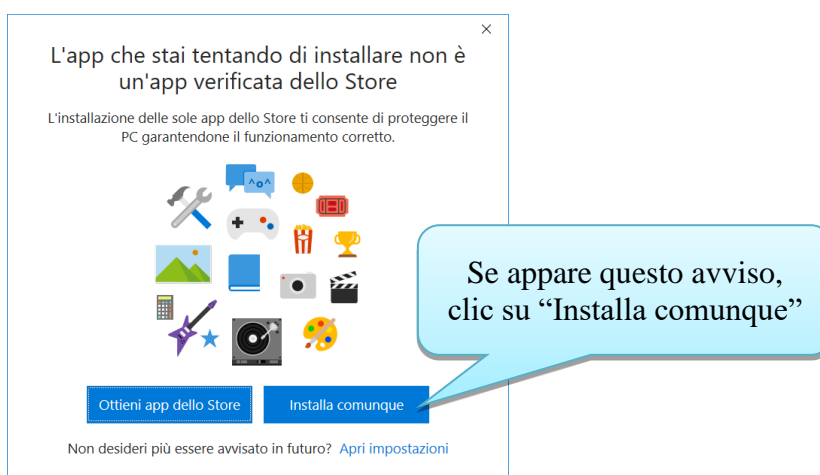 L'app che stai tentando di installare non è
un'app verificata dello Store
L'installazione delle sole app dello Store ti consente di proteggere il
PC garantendone il funzionamento corretto.
^o^
Se appare questo avviso,
clic su “Installa comunque”
Ottieni app dello Store
Installa comunque
Non desideri più essere avvisato in futuro? Apri impostazioni